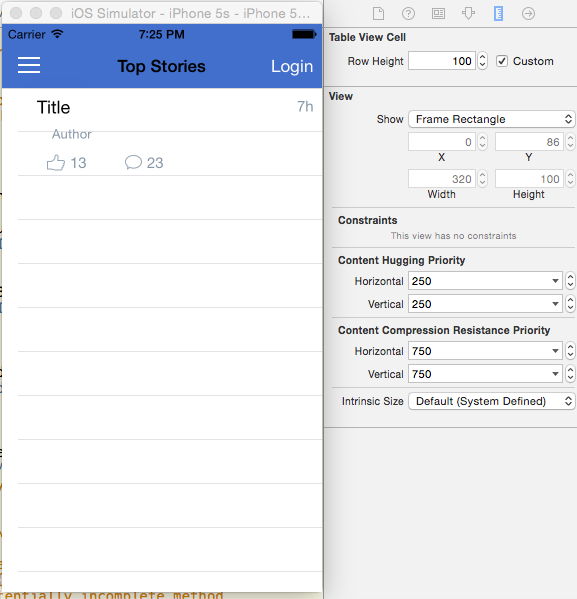 iOS Simulator - iPhone 5s - iPhone 5...
Carrier 7:25 PM
Top Stories Login
Title 7h
Author
13 23
Table View Cell
Row Height 100 Custom
View
Show Frame Rectangle
0 86
X Y
320 100
Width Height
Constraints
This view has no constraints
Content Hugging Priority
Horizontal 250
Vertical 250
Content Compression Resistance Priority
Horizontal 750
Vertical 750
Intrinsic Size Default (System Defined)
entially incomplete method